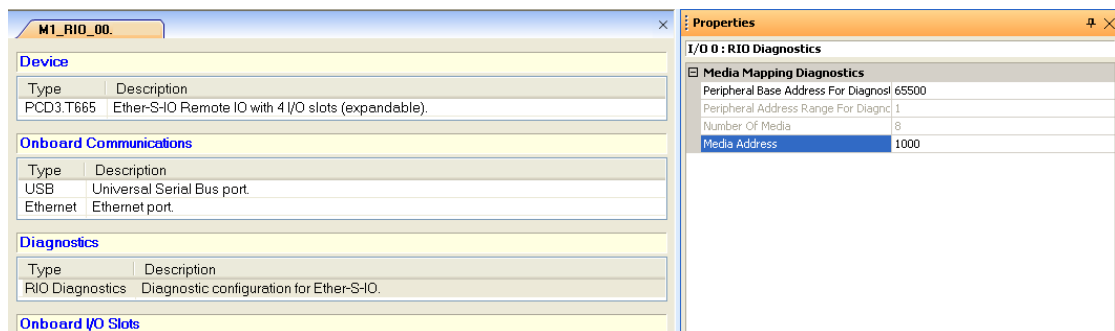 M1_RIO_00.
Device
Type Description
PCD3.T665 Ether-S-IO Remote IO with 4 I/O slots (expandable).
Onboard Communications
Type Description
USB Universal Serial Bus port.
Ethernet Ethernet port.
Diagnostics
Type Description
RIO Diagnostics Diagnostic configuration for Ether-S-IO.
Onboard I/O Slots
Properties
I/O 0 : RIO Diagnostics
Media Mapping Diagnostics
Peripheral Base Address For Diagnost 65500
Peripheral Address Range For Diagnc 1
Number Of Media 8
Media Address 1000